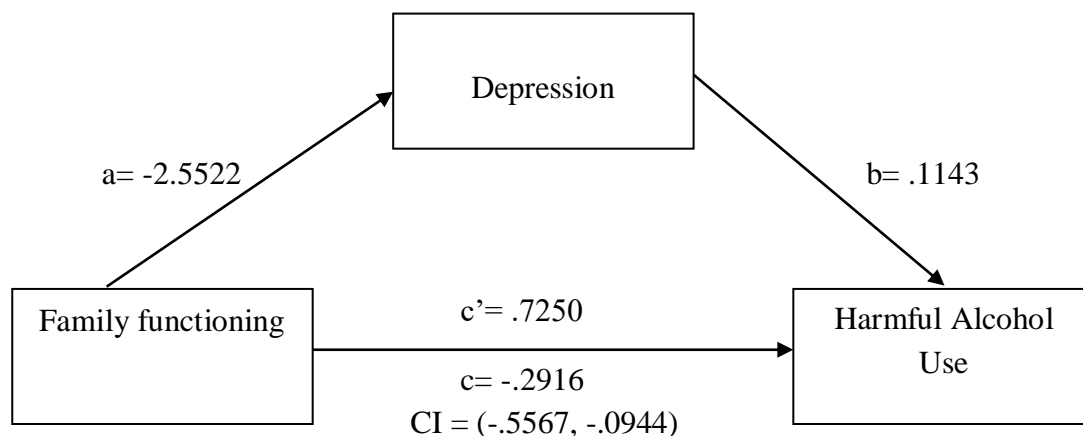 Depression
a= -2.5522
b= .1143
Family functioning
c’= .7250
Harmful Alcohol
Use
c= -.2916
CI = (-.5567, -.0944)